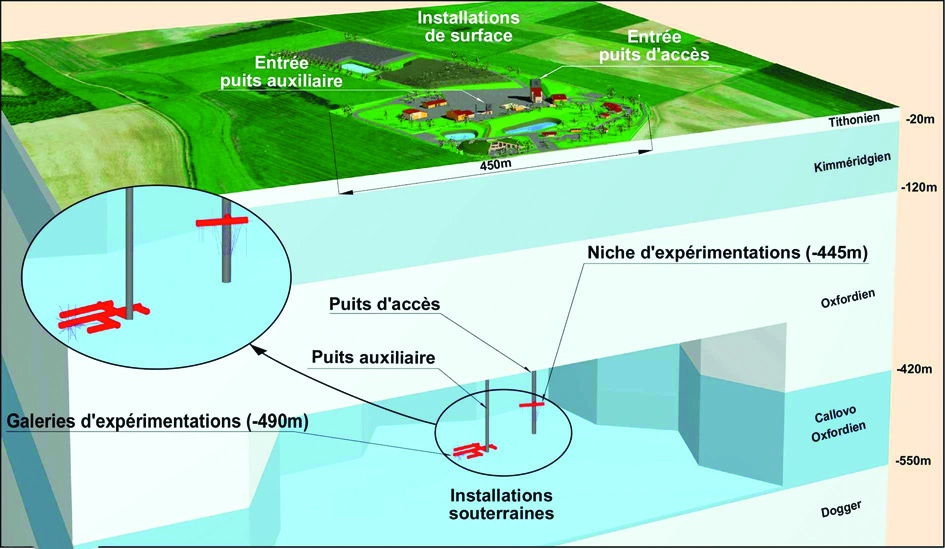 Installations
de surface
Entrée
puits d'accès
Entrée
puits auxiliaire
-20m
Tithonien
450m
Kimméridgien
-120m
Niche d'expérimentations (-445m)
Puits d'accès
Oxfordien
Puits auxiliaire
-420m
Galeries d'expérimentations (-490m)
Callovo
Oxfordien
-550m
Installations
souterraines
Dogger